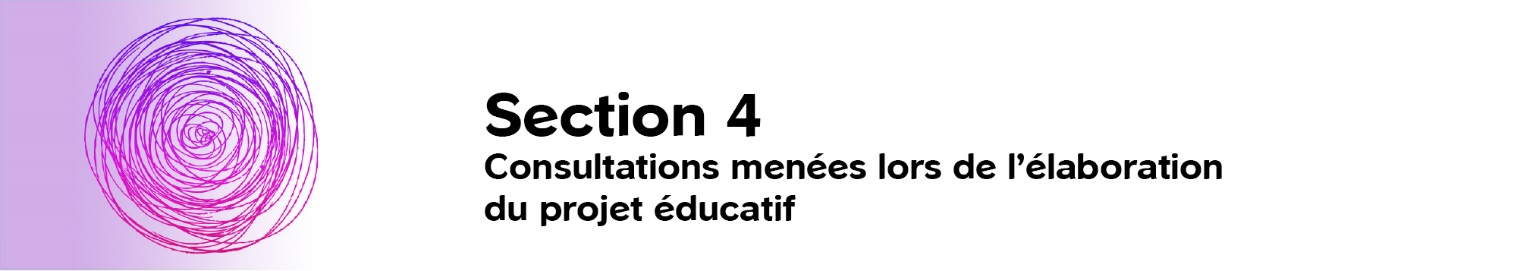 Section 4
Consultations menées lors de l’élaboration
du projet éducatif